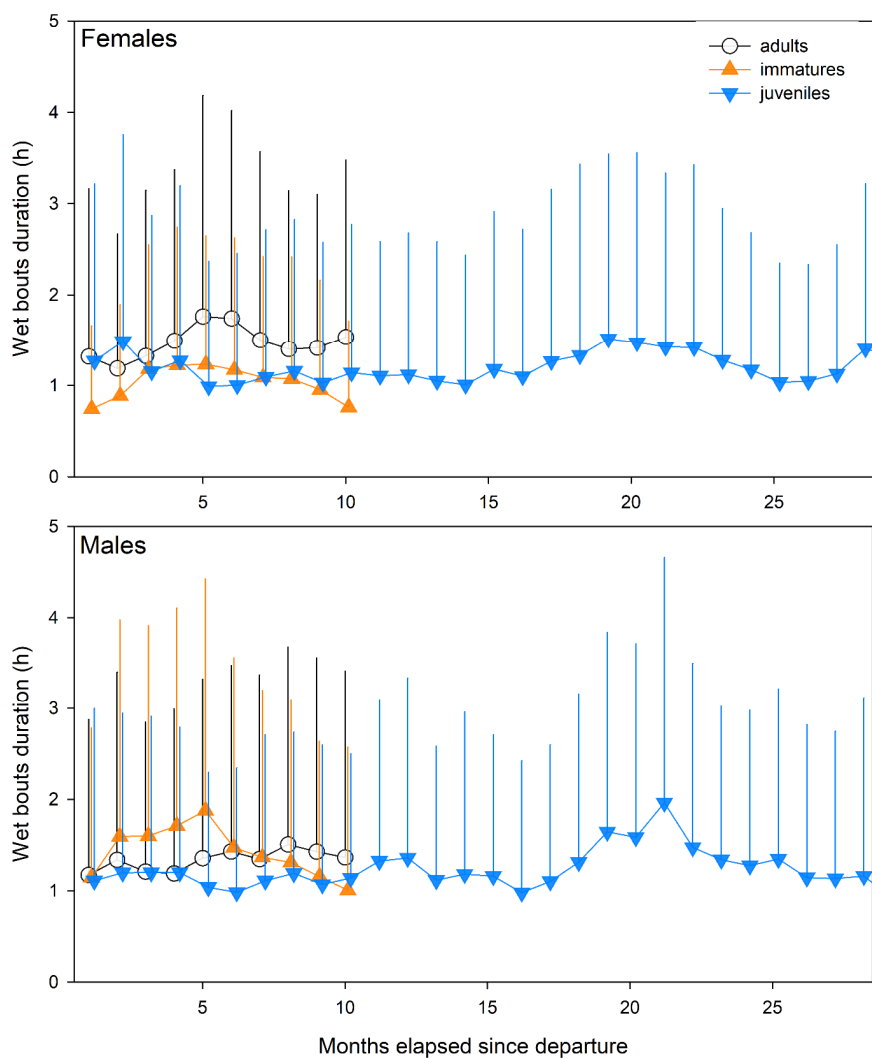 Females
adults
immatures
juveniles
Wet bouts duration (h)
5
4
3
2
1
0
5
10
15
20
25
Males
Wet bouts duration (h)
5
4
3
2
1
0
5
10
15
20
25
Months elapsed since departure